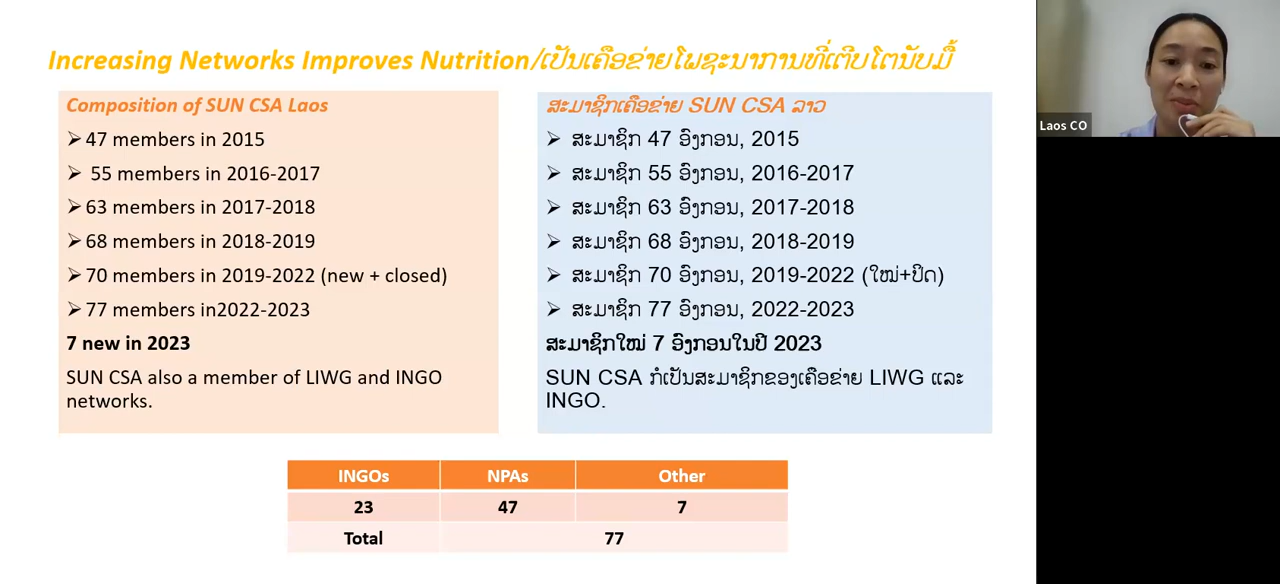 Increasing Networks Improves Nutrition/ເປັນເຄືອຂ່າຍໂພຊະນາການທີ່ເຕີບໂຕນັບມື້
Composition of SUN CSA Laos
➢47 members in 2015
➢ 55 members in 2016-2017
➢63 members in 2017-2018
➢68 members in 2018-2019
➢70 members in 2019-2022 (new + closed)
➢77 members in2022-2023
7 new in 2023
SUN CSA also a member of LIWG and INGO
networks.
ສະມາຊິກເຄືອຂ່າຍ SUN CSA ລາວ
➢ ສະມາຊິກ 47 ອົງກອນ, 2015
➢ ສະມາຊິກ 55 ອົງກອນ, 2016-2017
➢ ສະມາຊິກ 63 ອົງກອນ, 2017-2018
➢ ສະມາຊິກ 68 ອົງກອນ, 2018-2019
➢ ສະມາຊິກ 70 ອົງກອນ, 2019-2022 (ໃໝ່+ປິດ)
➢ ສະມາຊິກ 77 ອົງກອນ, 2022-2023
ສະມາຊິກໃໝ່ 7 ອົງກອນໃນປີ 2023
SUN CSA ກໍເປັນສະມາຊິກຂອງເຄືອຂ່າຍ LIWG ແລະ
INGO.
INGOs NPAs Other
23 47 7
Total 77
Laos CO